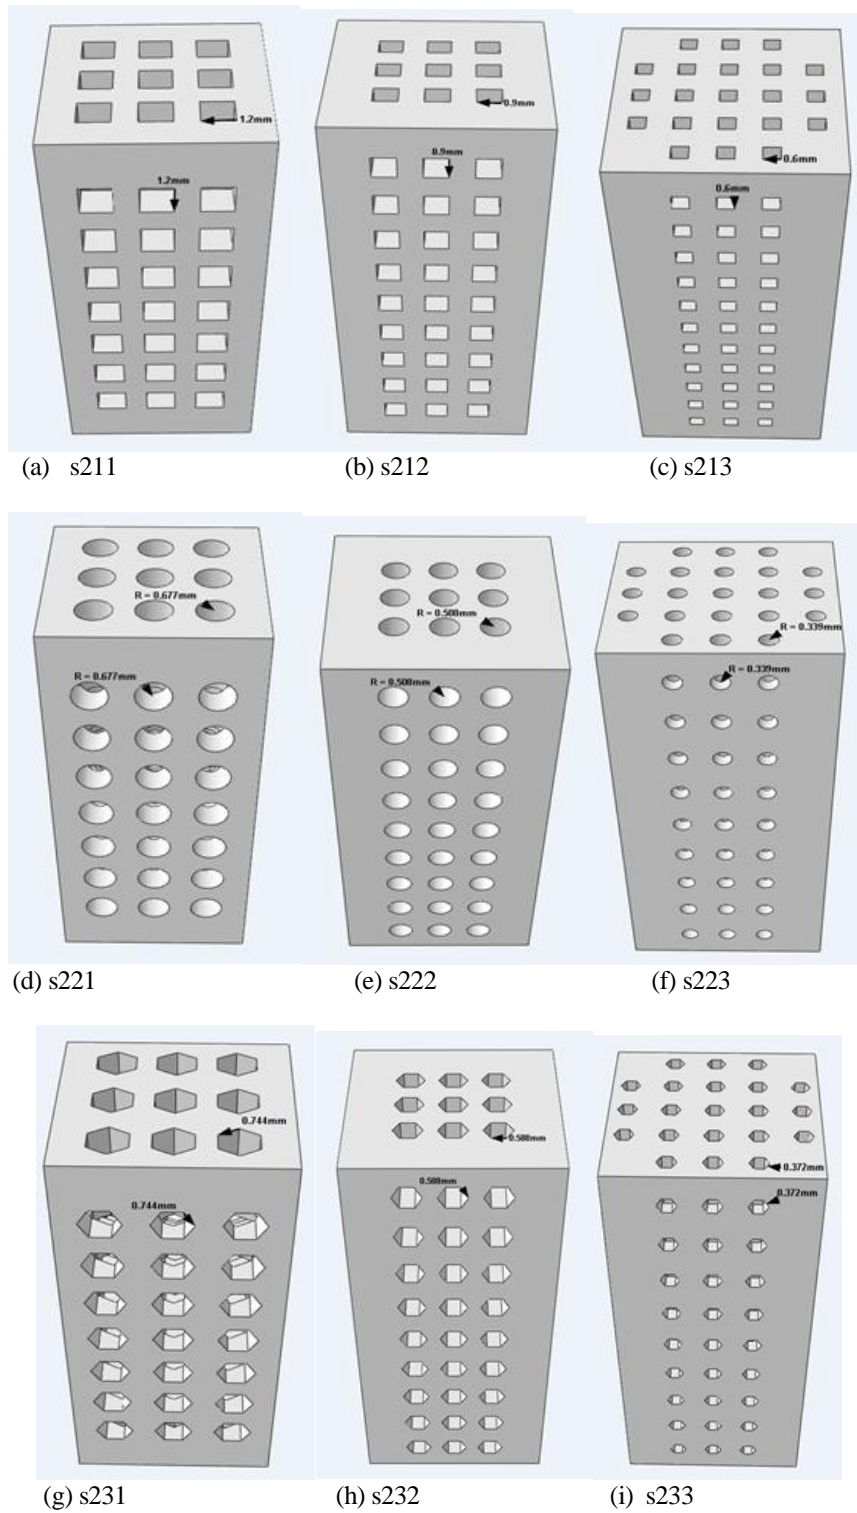 1.2mm
0.9mm
0.6mm
1.2mm
0.9mm
0.6mm
(a) s211
(b) s212
(c) s213
R = 0.677mm
R = 0.508mm
R = 0.339mm
R = 0.677mm
R = 0.508mm
R = 0.339mm
(d) s221
(e) s222
(f) s223
0.744mm
0.588mm
0.372mm
0.744mm
0.588mm
0.372mm
(g) s231
(h) s232
(i) s233